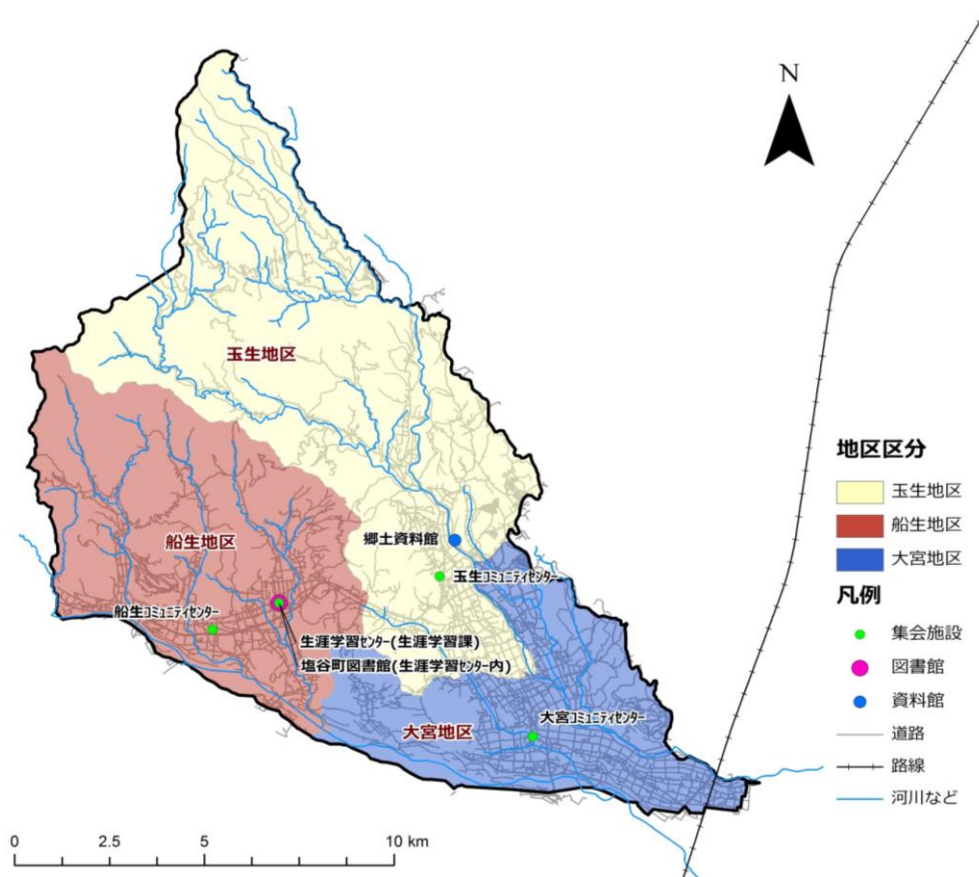 N
玉生地区
地区区分
玉生地区
船生地区
大宮地区
郷土資料館
船生地区
玉生コミュニティセンター
凡例
船生コミュニティセンター
集会施設
生涯学習センター(生涯学習課)
塩谷町図書館(生涯学習センター内)
図書館
資料館
大宮地区
大宮コミュニティセンター
道路
路線
河川など
0 2.5 5 10 km